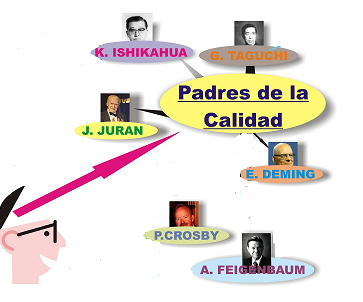 K. ISHIKAHUA
G. TAGUCHI
Padres de la
Calidad
J. JURAN
E. DEMING
P.CROSBY
A. FEIGENBAUM